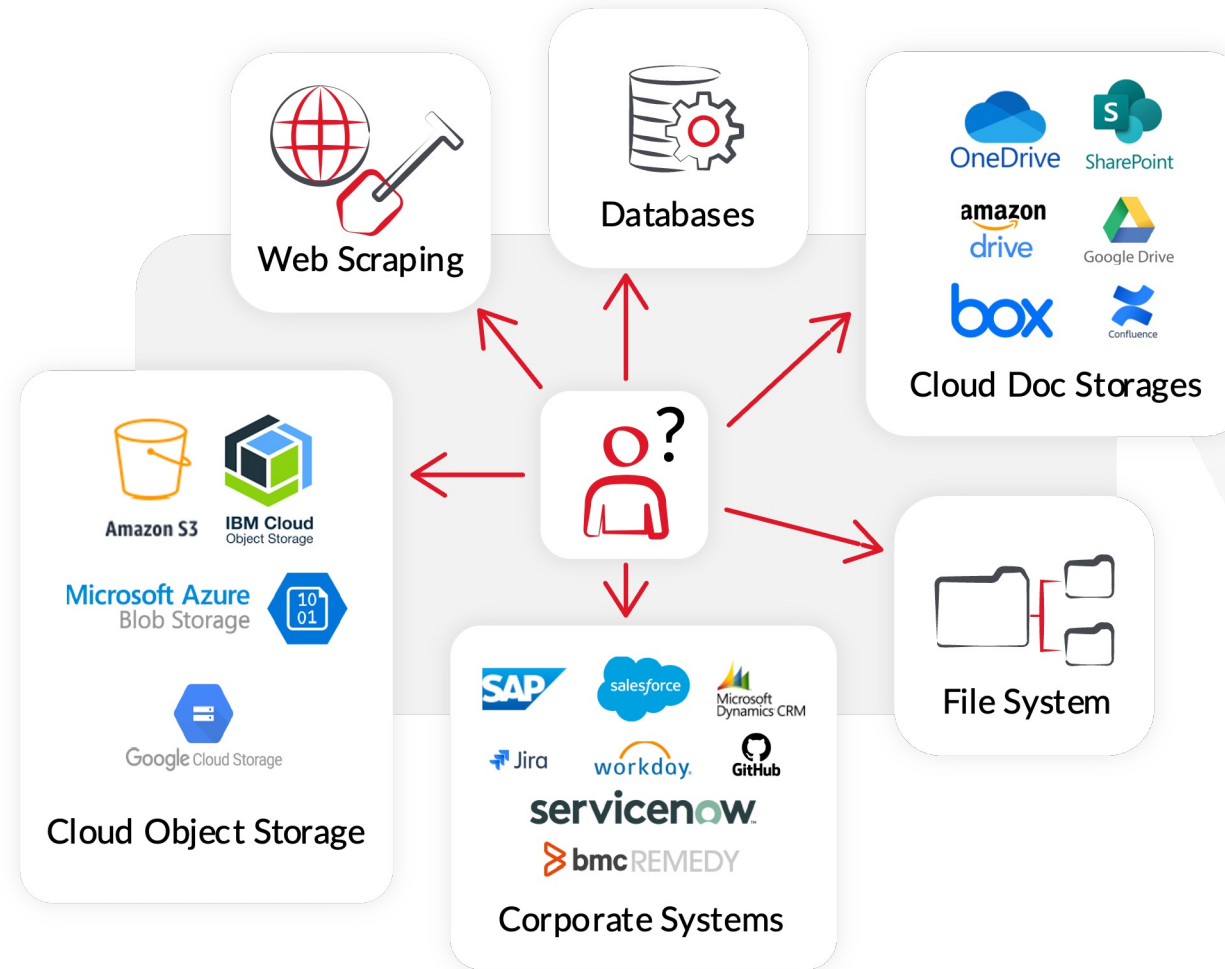 Web Scraping
Databases
OneDrive
S
SharePoint
amazon
drive
Google Drive
box
Confluence
Cloud Doc Storages
?
Amazon S3
IBM Cloud
Object Storage
Microsoft Azure
Blob Storage
10
01
Google Cloud Storage
Cloud Object Storage
SAP
salesforce
Microsoft
Dynamics CRM
Jira
workday.
GitHub
servicenow™
bmc REMEDY
Corporate Systems
File System